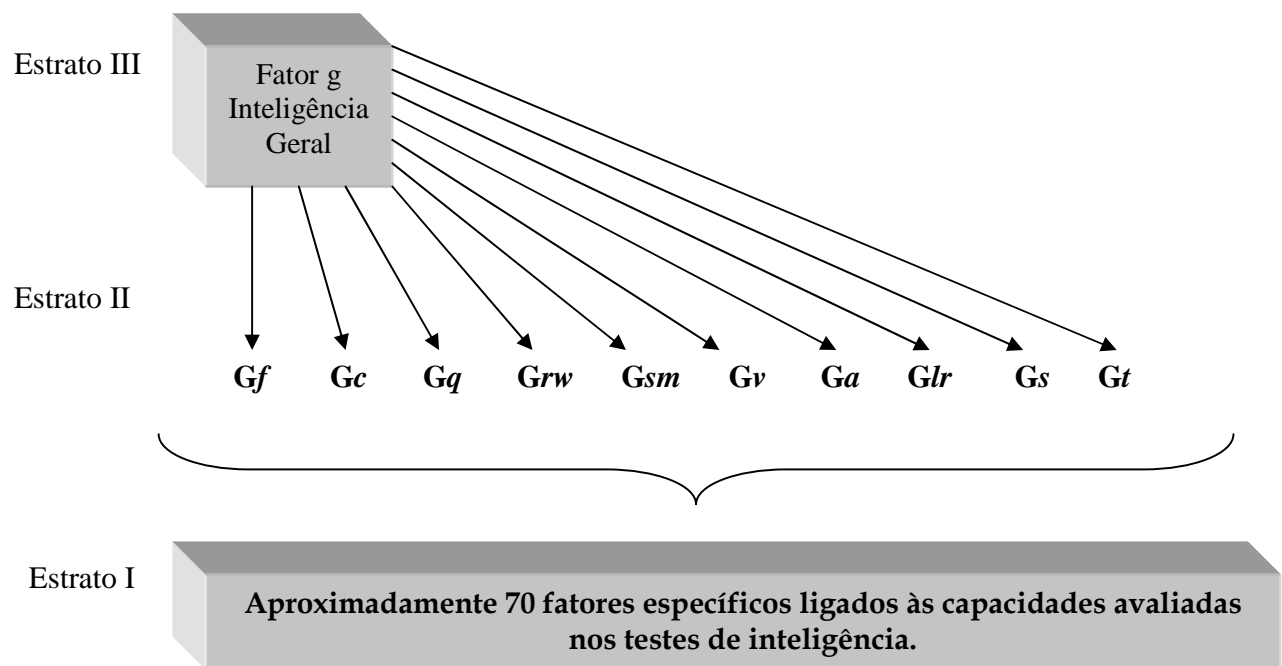 Estrato III
Fator g
Inteligência
Geral
Estrato II
Gf Gc Gq Grw Gsm Gv Ga Glr Gs Gt
Estrato I
Aproximadamente 70 fatores específicos ligados às capacidades avaliadas
nos testes de inteligência.